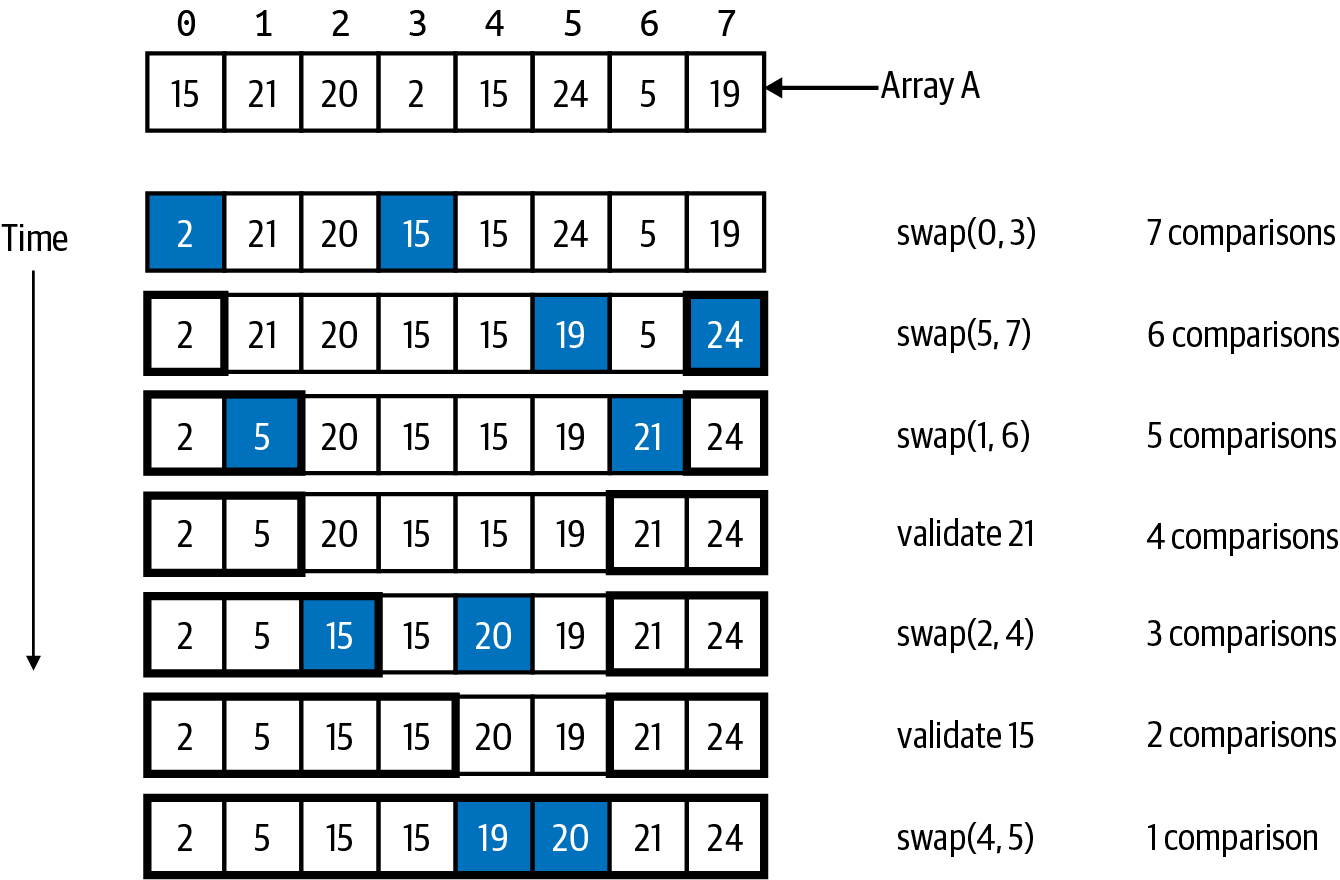 0 1 2 3 4 5 6 7
15 21 20 2 15 24 5 19 Array A
Time
2 21 20 15 15 24 5 19 swap(0, 3) 7 comparisons
2 21 20 15 15 19 5 24 swap(5, 7) 6 comparisons
2 5 20 15 15 19 21 24 swap(1, 6) 5 comparisons
2 5 20 15 15 19 21 24 validate 21 4 comparisons
2 5 15 15 20 19 21 24 swap(2, 4) 3 comparisons
2 5 15 15 20 19 21 24 validate 15 2 comparisons
2 5 15 15 19 20 21 24 swap(4, 5) 1 comparison